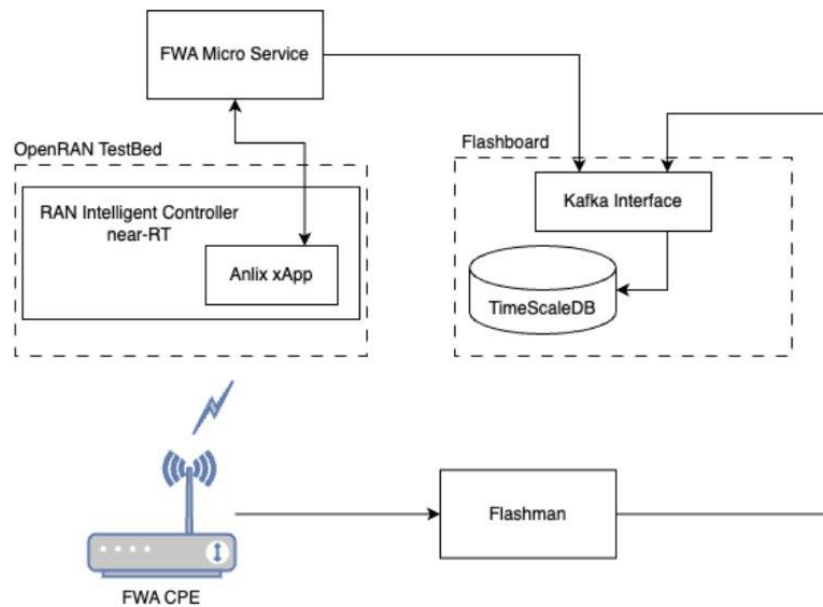 FWA Micro Service
OpenRAN TestBed
RAN Intelligent Controller
near-RT
Anlix xApp
Flashboard
Kafka Interface
TimeScaleDB
Flashman
FWA CPE